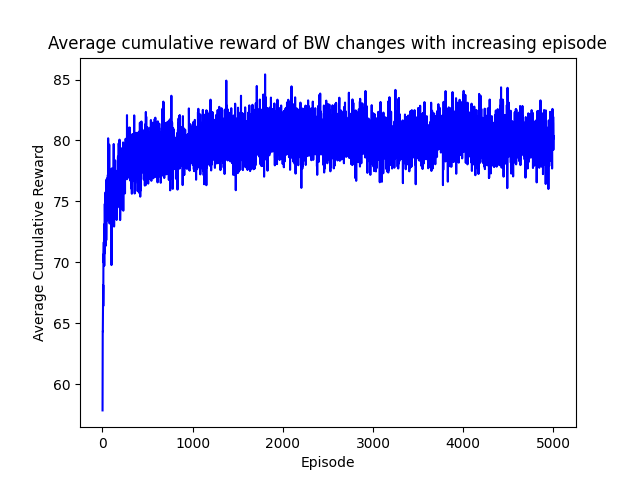 Average cumulative reward of BW changes with increasing episode
85
80
75
70
65
60
Average Cumulative Reward
0 1000 2000 3000 4000 5000
Episode